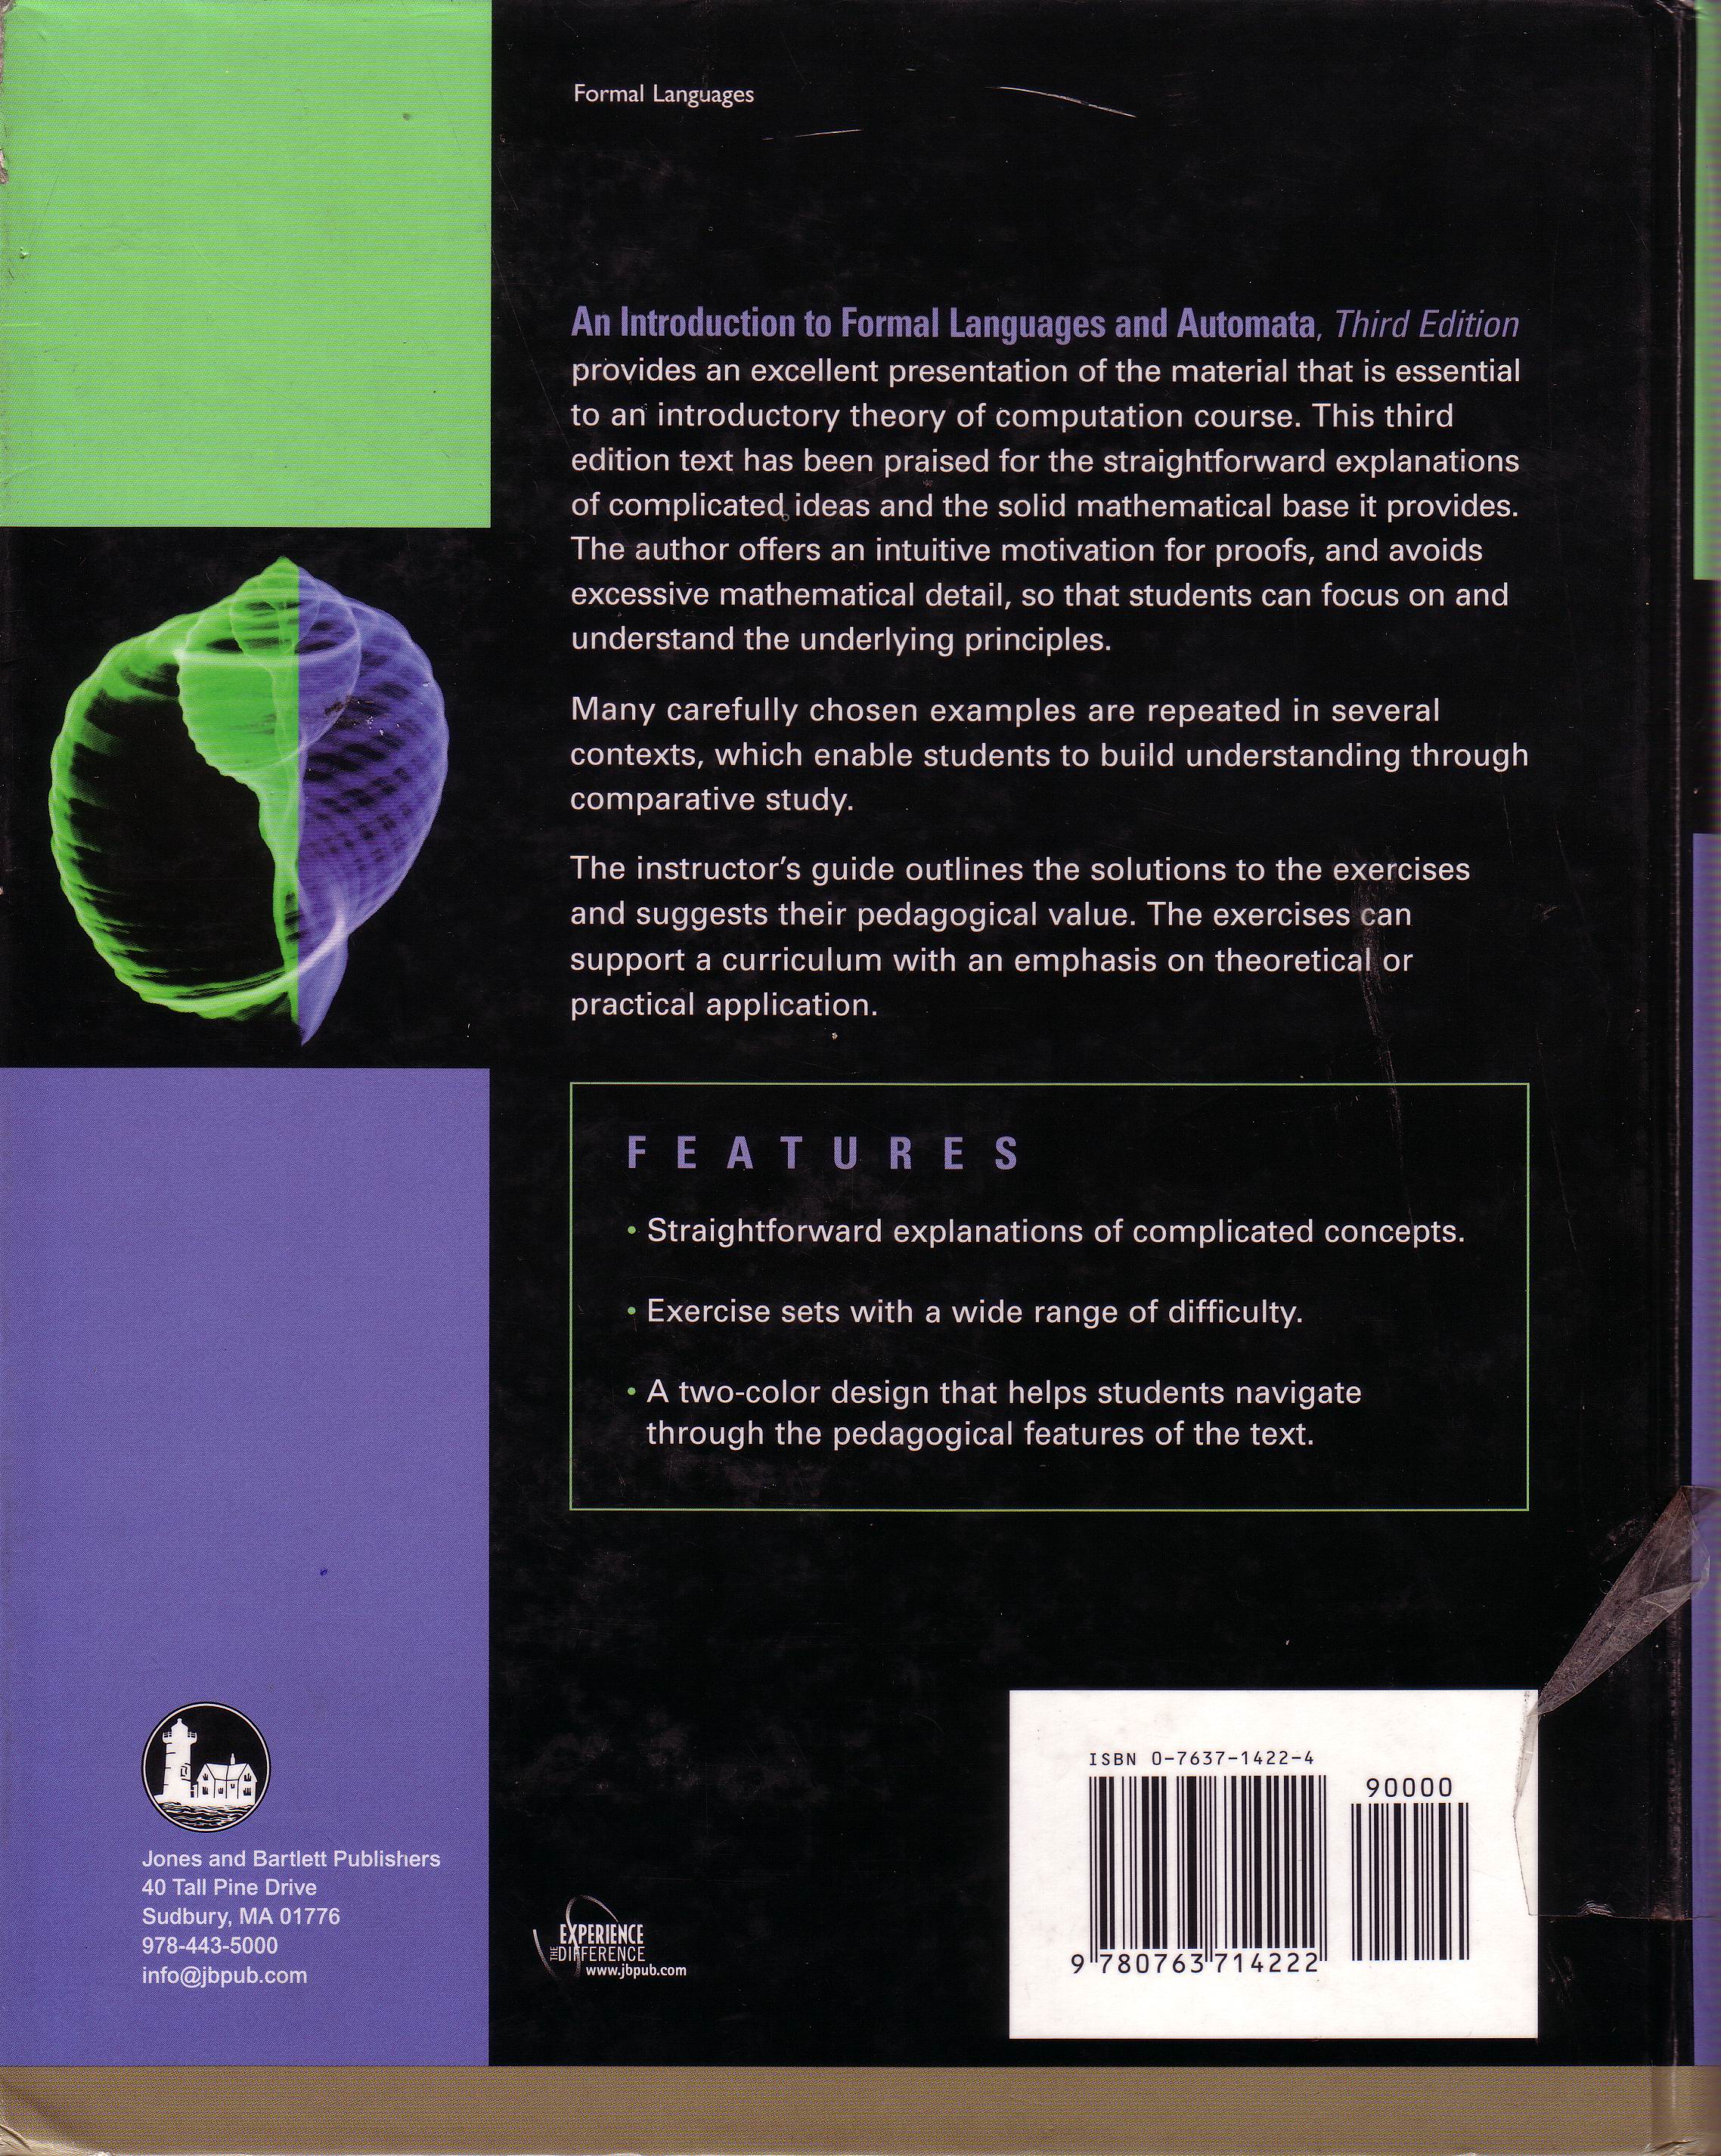 Formal Languages
An Introduction to Formal Languages and Automata, Third Edition
provides an excellent presentation of the material that is essential
to an introductory theory of computation course. This third
edition text has been praised for the straightforward explanations
of complicated ideas and the solid mathematical base it provides.
The author offers an intuitive motivation for proofs, and avoids
excessive mathematical detail, so that students can focus on and
understand the underlying principles.
Many carefully chosen examples are repeated in several
contexts, which enable students to build understanding through
comparative study.
The instructor's guide outlines the solutions to the exercises
and suggests their pedagogical value. The exercises can
support a curriculum with an emphasis on theoretical or
practical application.
FEATURES
• Straightforward explanations of complicated concepts.
• Exercise sets with a wide range of difficulty.
• A two-color design that helps students navigate
through the pedagogical features of the text.
Jones and Bartlett Publishers
40 Tall Pine Drive
Sudbury, MA 01776
978-443-5000
info@jbpub.com
EXPERIENCE
THE DIFFERENCE
www.jbpub.com
ISBN 0-7637-1422-4
90000
9 780763 714222